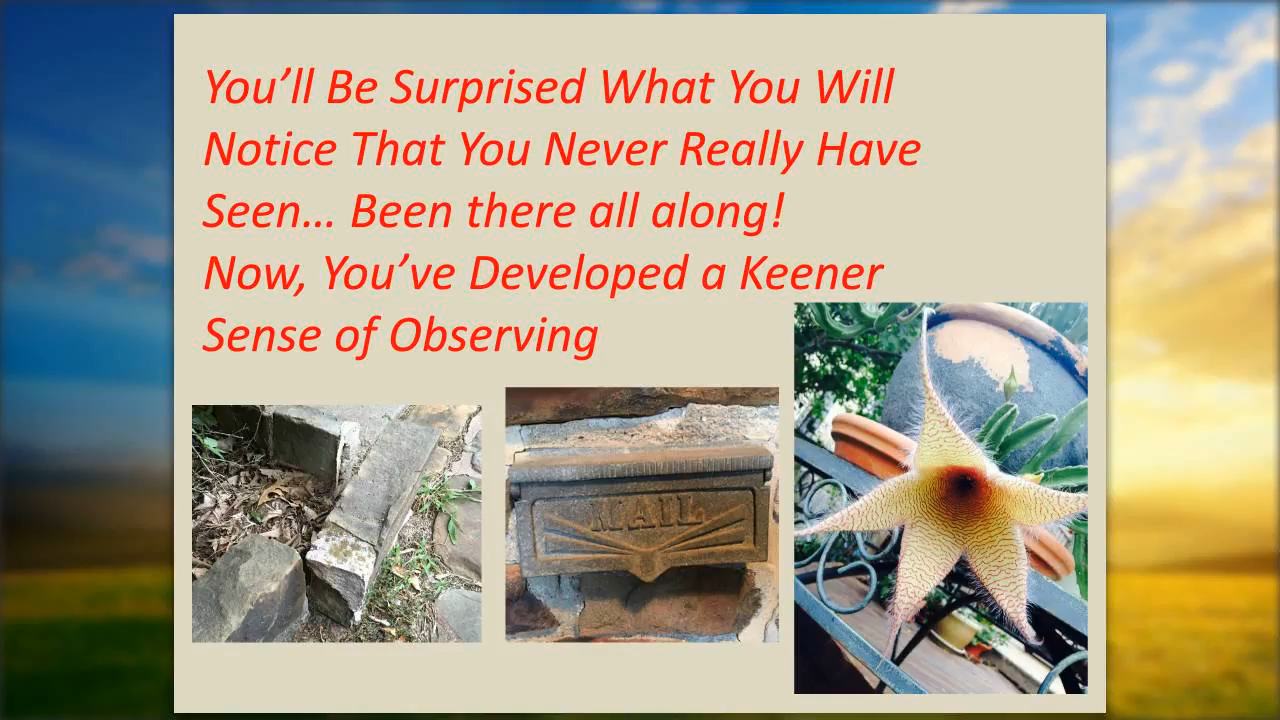 You’ll Be Surprised What You Will
Notice That You Never Really Have
Seen… Been there all along!
Now, You’ve Developed a Keener
Sense of Observing
MAIL